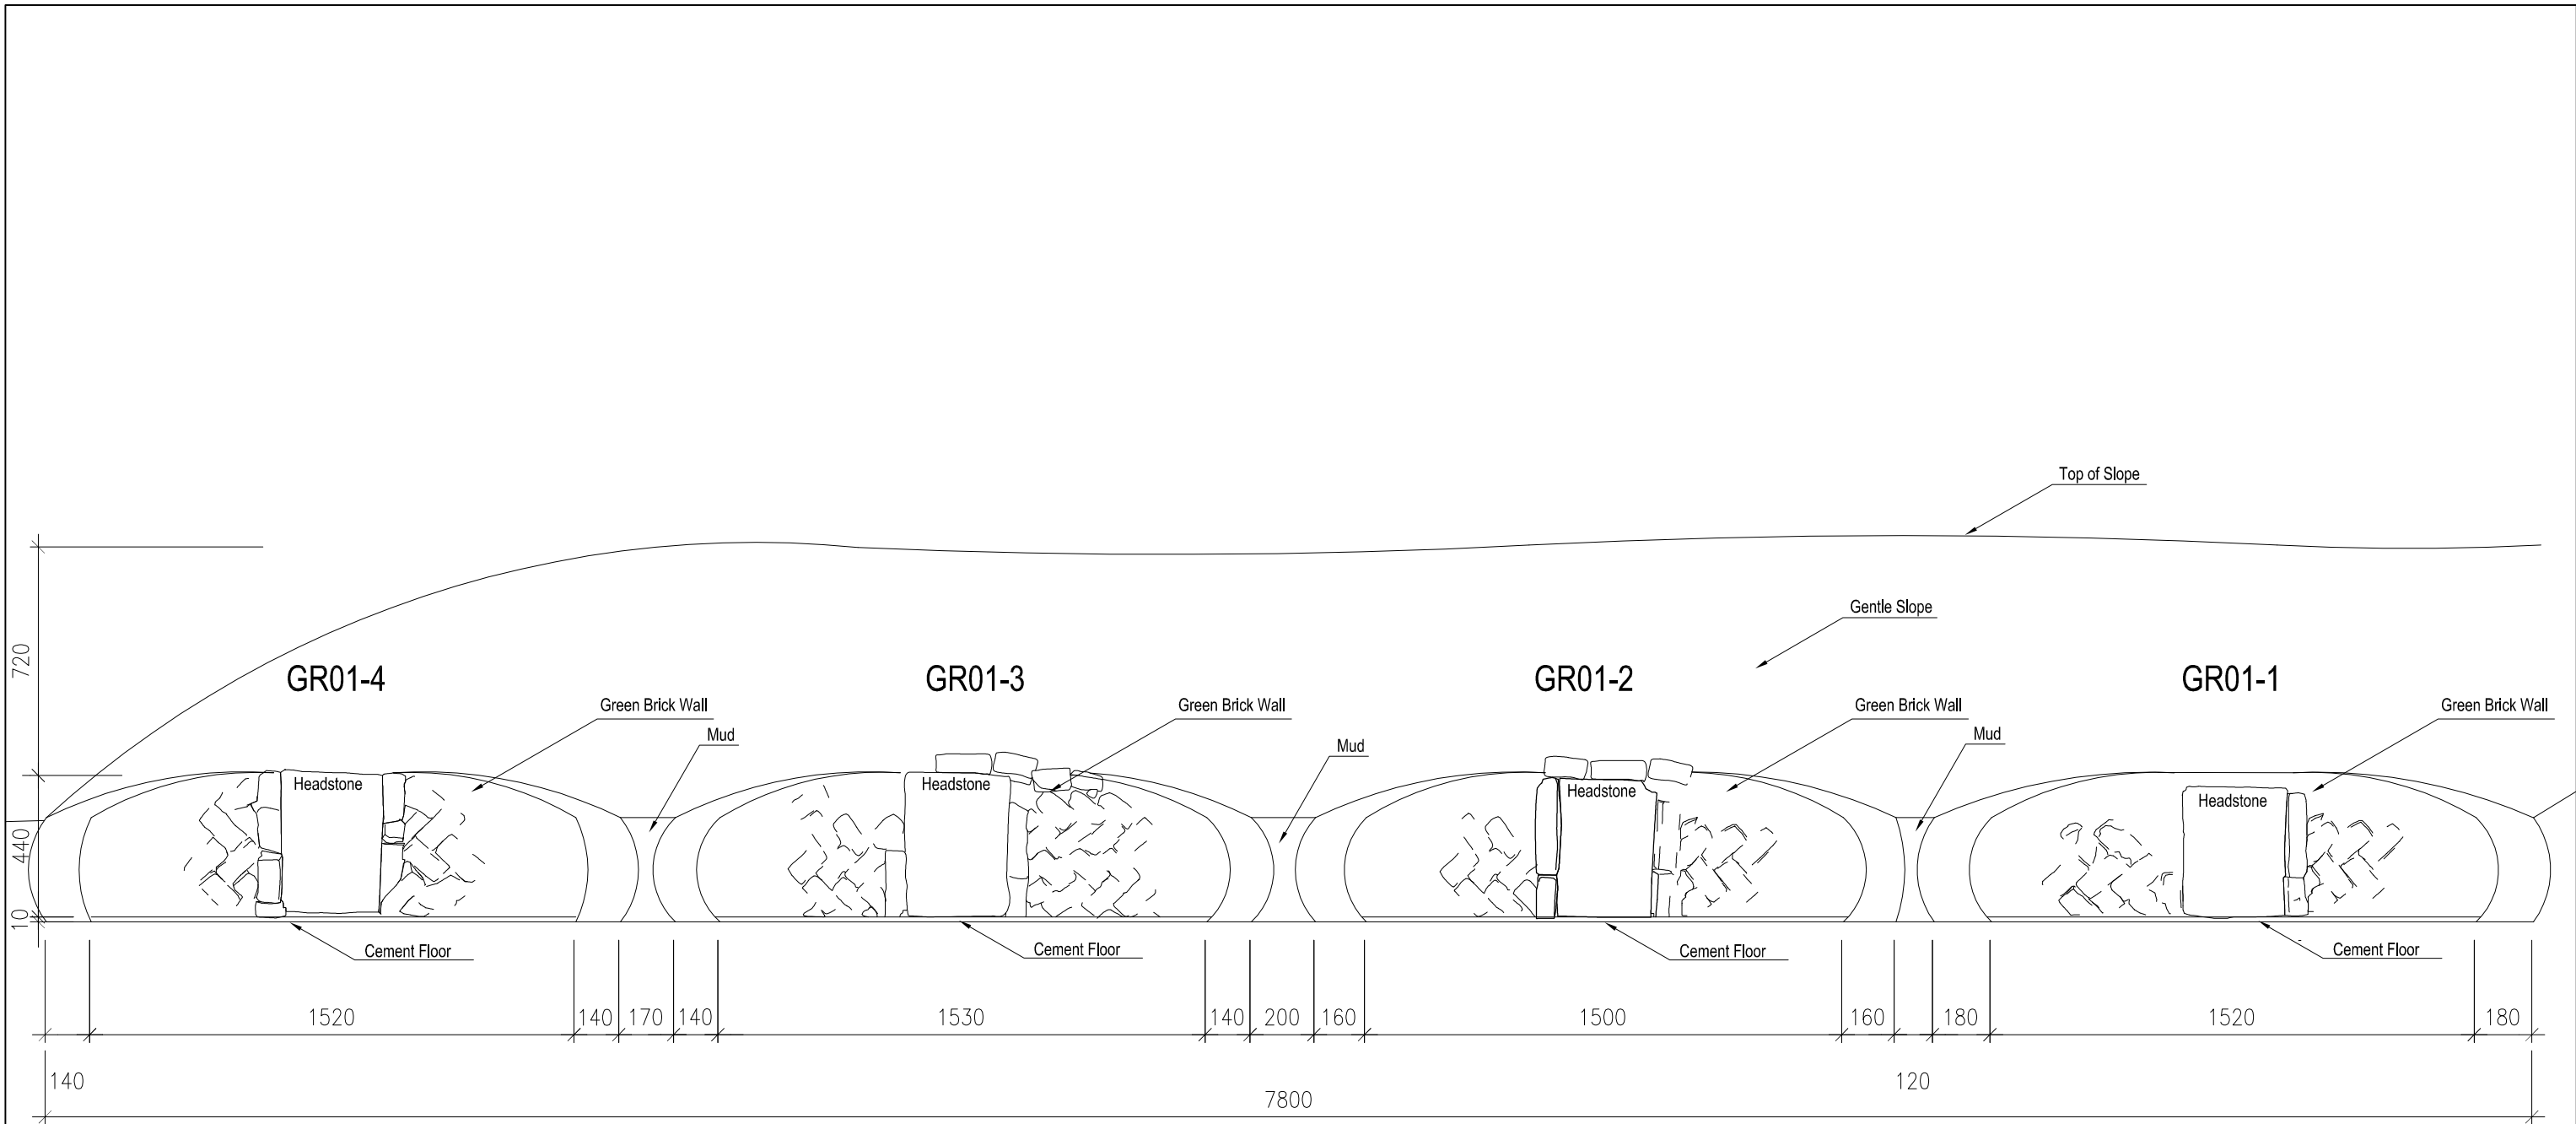 Top of Slope
Gentle Slope
720
GR01-4
GR01-3
GR01-2
GR01-1
Green Brick Wall
Green Brick Wall
Green Brick Wall
Green Brick Wall
Mud
Mud
Mud
Headstone
Headstone
Headstone
Headstone
440
10
Cement Floor
Cement Floor
Cement Floor
Cement Floor
1520
140
170
140
1530
140
200
160
1500
160
180
1520
180
140
120
7800